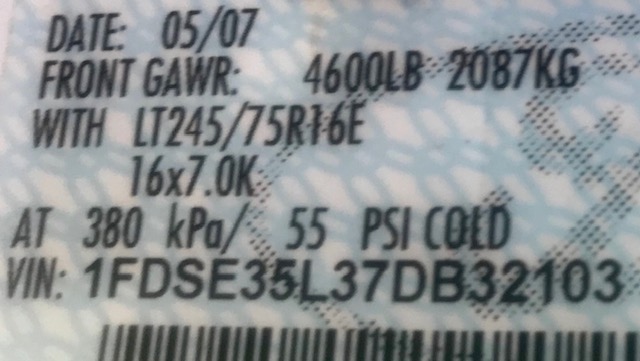 DATE: 05/07
FRONT GAWR: 4600LB 2087KG
WITH LT245/75R16E
16x7.0K
AT 380 kPa/ 55 PSI COLD
VIN: 1FDSE35L37DB32103